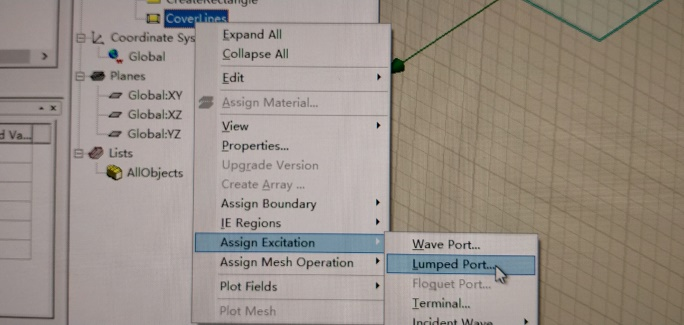 CreateRectangle
CoverLines
Coordinate Sys
Global
Planes
Global:XY
Global:XZ
Global:YZ
Lists
AllObjects
d Va...
Expand All
Collapse All
Edit
Assign Material...
View
Properties...
Upgrade Version
Create Array ...
Assign Boundary
IE Regions
Assign Excitation
Assign Mesh Operation
Plot Fields
Plot Mesh
Wave Port...
Lumped Port...
Floquet Port...
Terminal...
Incident Wave